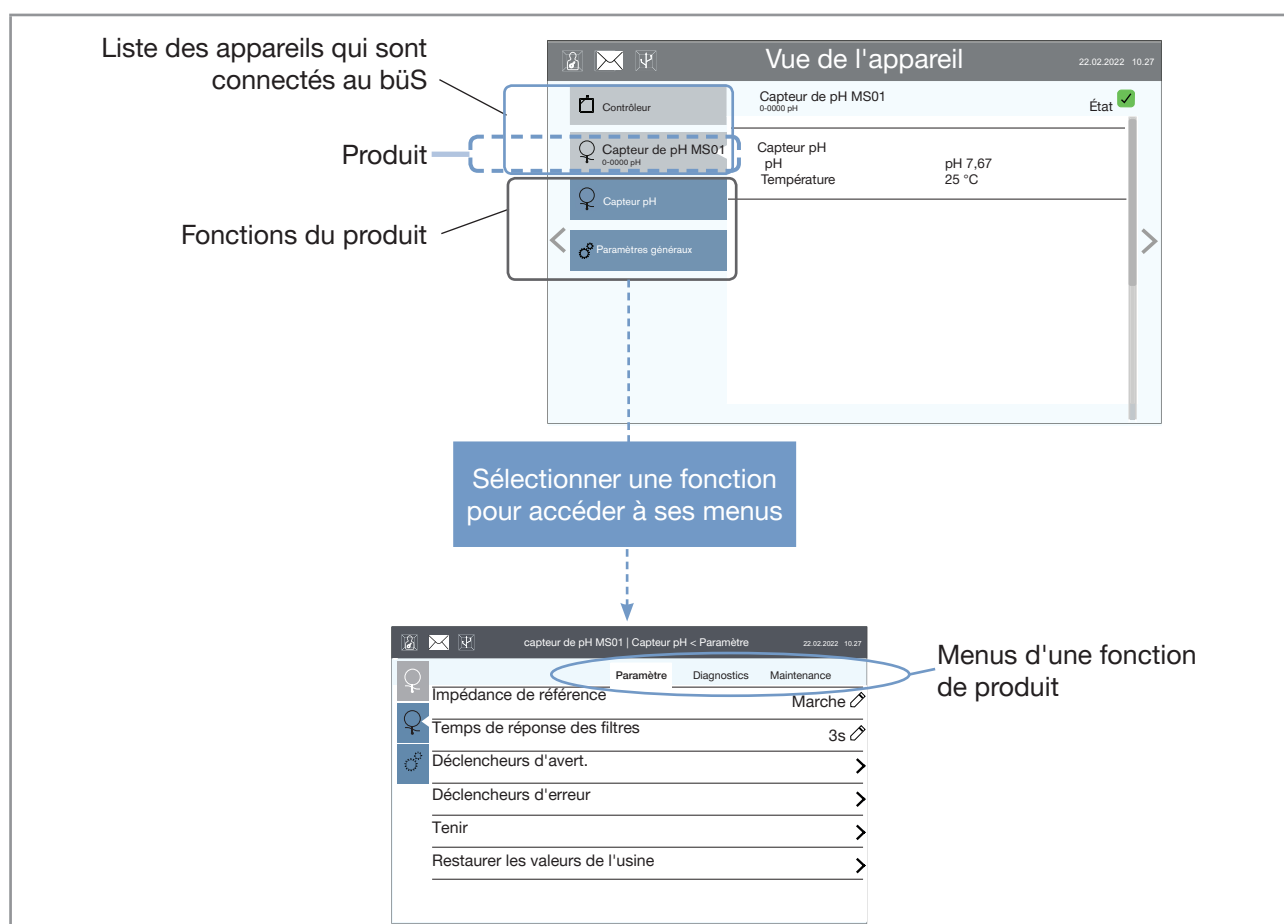 Liste des appareils qui sont
connectés au büS
Produit
Fonctions du produit
Vue de l'appareil
22.02.2022 10.27
Contrôleur
Capteur de pH MS01
0-0000 pH
Capteur pH
Paramètres généraux
Capteur de pH MS01
0-0000 pH
État
Capteur pH
pH pH 7,67
Température 25 °C
Sélectionner une fonction
pour accéder à ses menus
capteur de pH MS01 | Capteur pH < Paramètre 22.02.2022 10.27
Paramètre Diagnostics Maintenance
Impédance de référence Marche
Temps de réponse des filtres 3s
Déclencheurs d'avert.
Déclencheurs d'erreur
Tenir
Restaurer les valeurs de l'usine
Menus d'une fonction
de produit